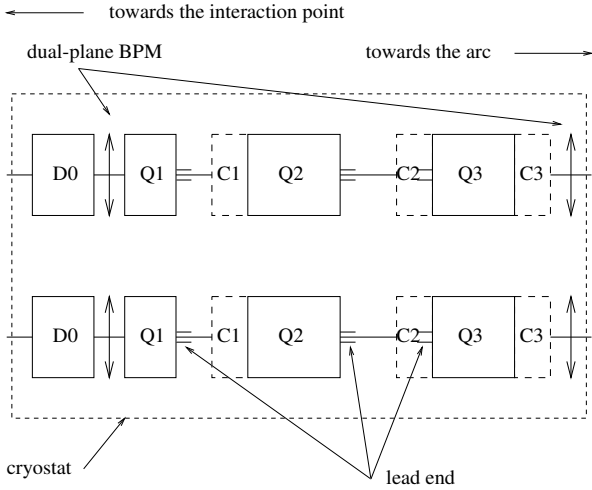 towards the interaction point
dual-plane BPM
towards the arc
D0 Q1 C1 Q2 C2 Q3 C3
D0 Q1 C1 Q2 C2 Q3 C3
cryostat
lead end